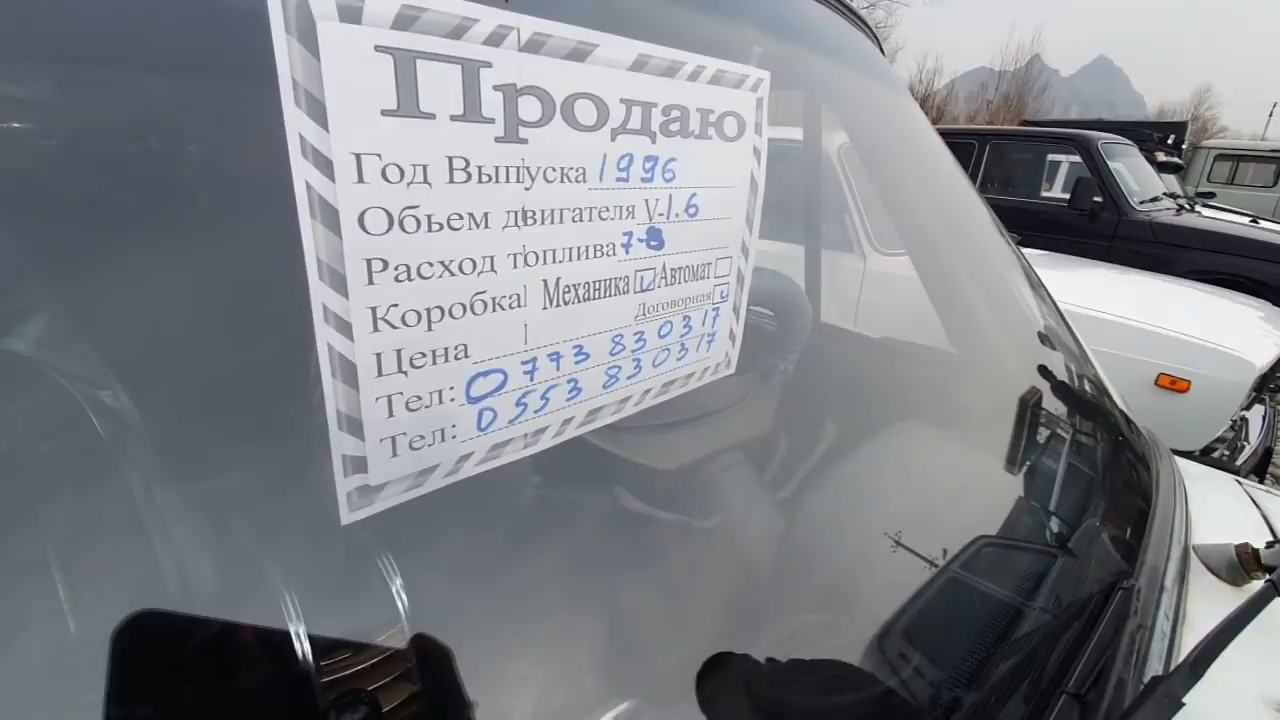 Продаю
Год Выпуска 1996
Обьем двигателя V-1.6
Расход топлива 7-8
Коробка Механика Автомат
Договорная
Цена
Тел: 0773 830317
Тел: 0553 830317